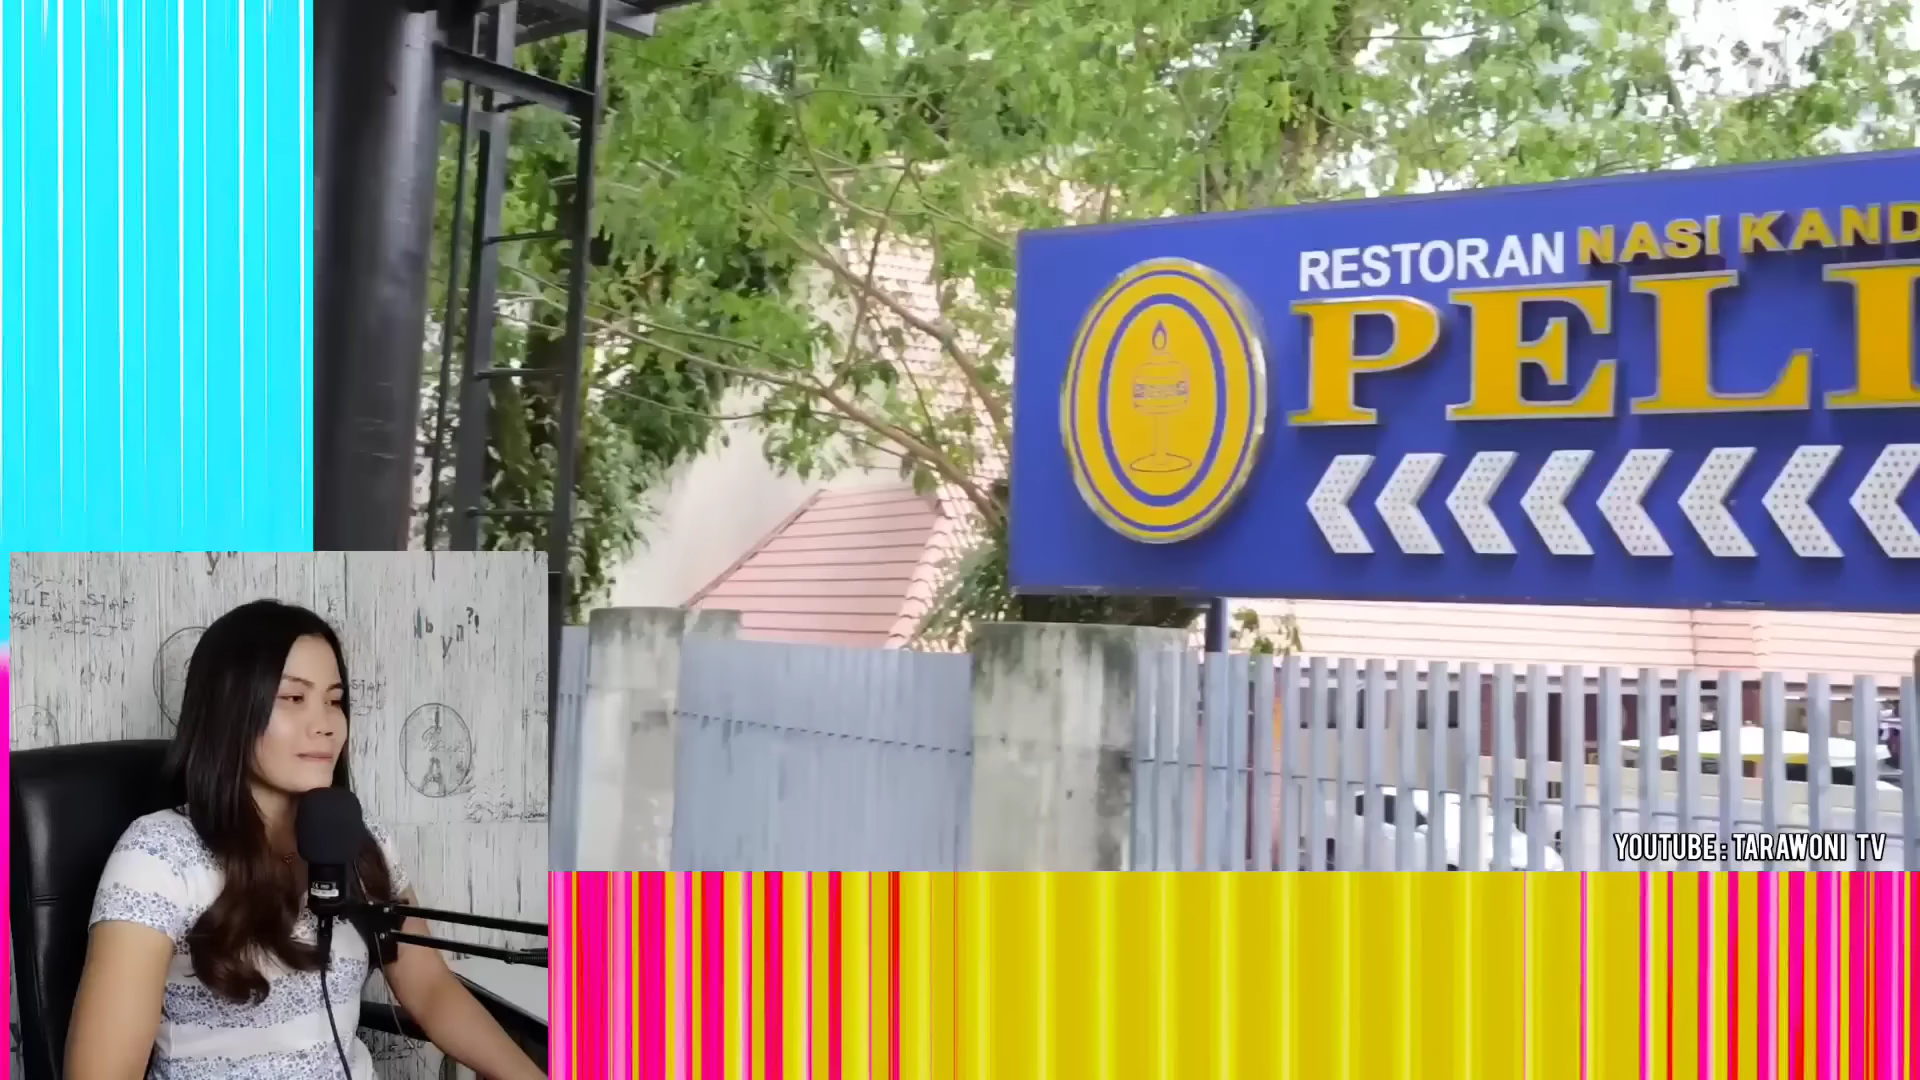 RESTORAN NASI KAND
PELI
YOUTUBE : TARAWONI TV